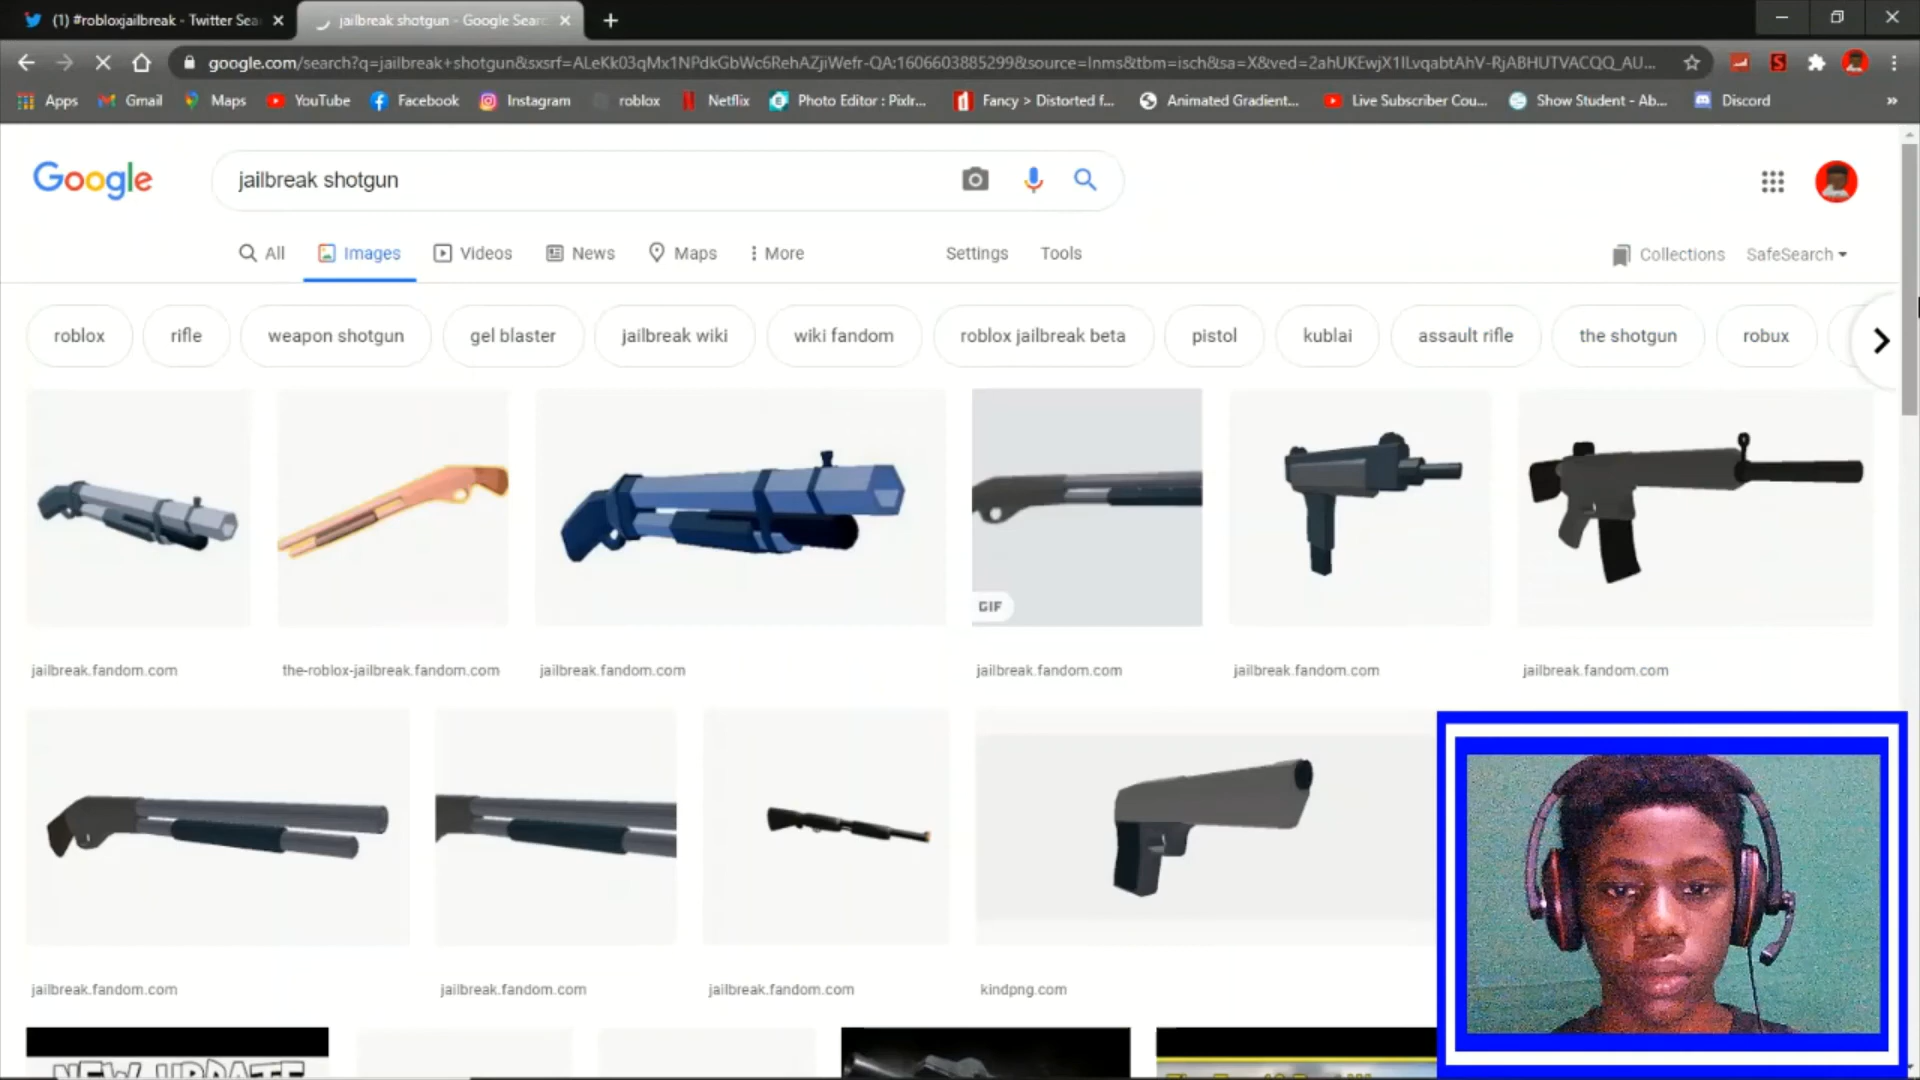 (1) #robloxjailbreak - Twitter Sea
jailbreak shotgun - Google Sear
google.com/search?q=jailbreak+shotgun&sxsrf=ALeKk03qMx1NPdkGbWc6RehAZjiWefr-QA:1606603885299&source=lnms&tbm=isch&sa=X&ved=2ahUKEwjX1ILvqabtAhV-RjABHUTVACQQ_AU...
Apps Gmail Maps YouTube Facebook Instagram roblox Netflix Photo Editor : Pixlr... Fancy > Distorted f... Animated Gradient... Live Subscriber Cou... Show Student - Ab... Discord »
Google
jailbreak shotgun
All Images Videos News Maps More Settings Tools Collections SafeSearch
roblox rifle weapon shotgun gel blaster jailbreak wiki wiki fandom roblox jailbreak beta pistol kublai assault rifle the shotgun robux
GIF
jailbreak.fandom.com the-roblox-jailbreak.fandom.com jailbreak.fandom.com jailbreak.fandom.com jailbreak.fandom.com jailbreak.fandom.com
jailbreak.fandom.com jailbreak.fandom.com jailbreak.fandom.com kindpng.com
NEW UPDATE